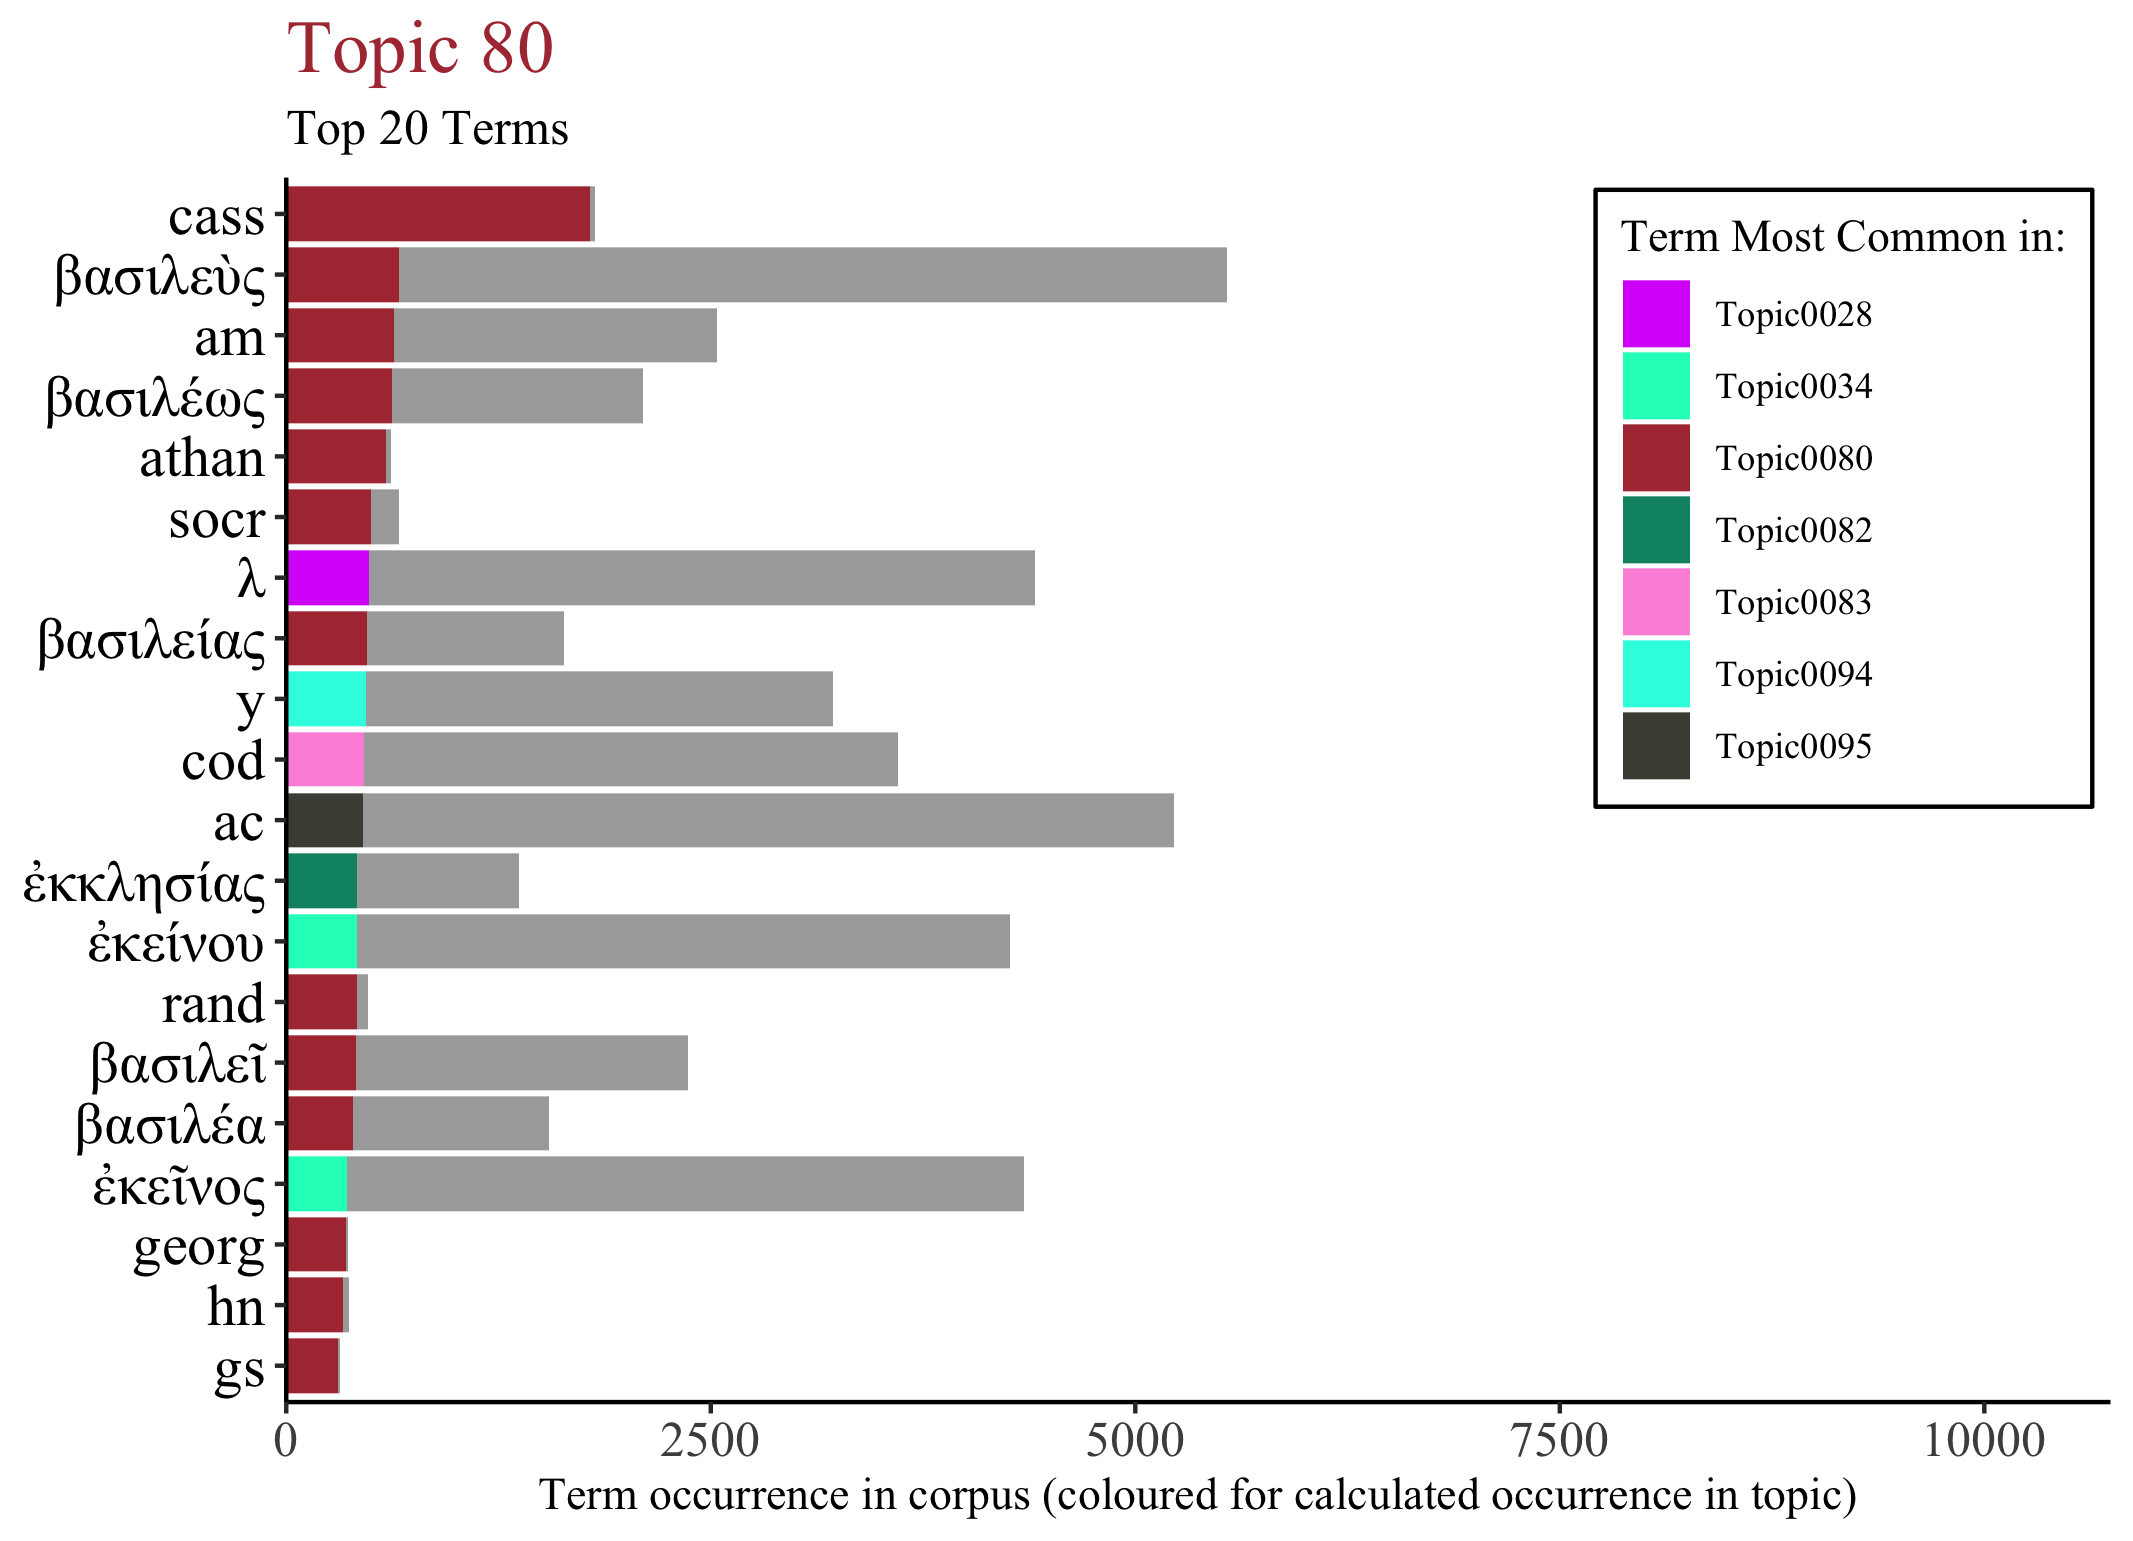 Topic 80
Top 20 Terms
cass
βασιλεὺς
am
βασιλέως
athan
socr
λ
βασιλείας
y
cod
ac
ἐκκλησίας
ἐκείνου
rand
βασιλεῖ
βασιλέα
ἐκεῖνος
georg
hn
gs
0 2500 5000 7500 10000
Term occurrence in corpus (coloured for calculated occurrence in topic)
Term Most Common in:
Topic0028
Topic0034
Topic0080
Topic0082
Topic0083
Topic0094
Topic0095